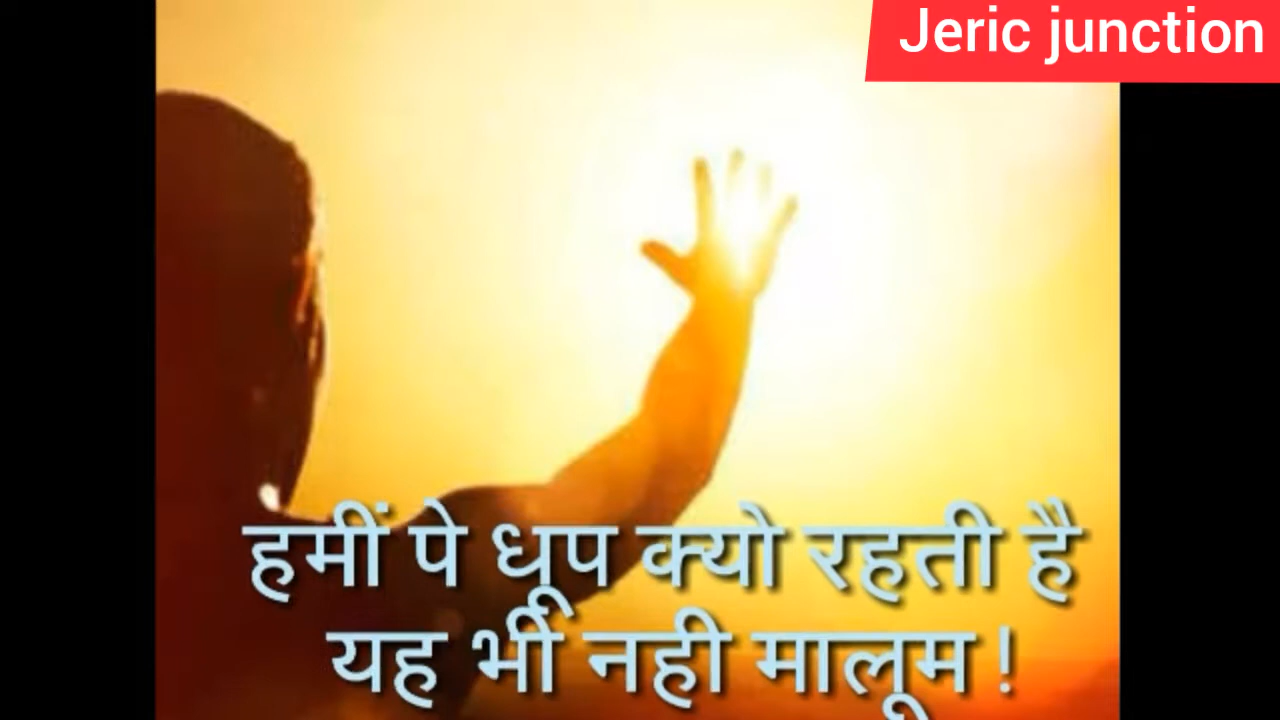 Jeric junction
हमीं पे धूप क्यो रहती है
यह भी नही मालूम !